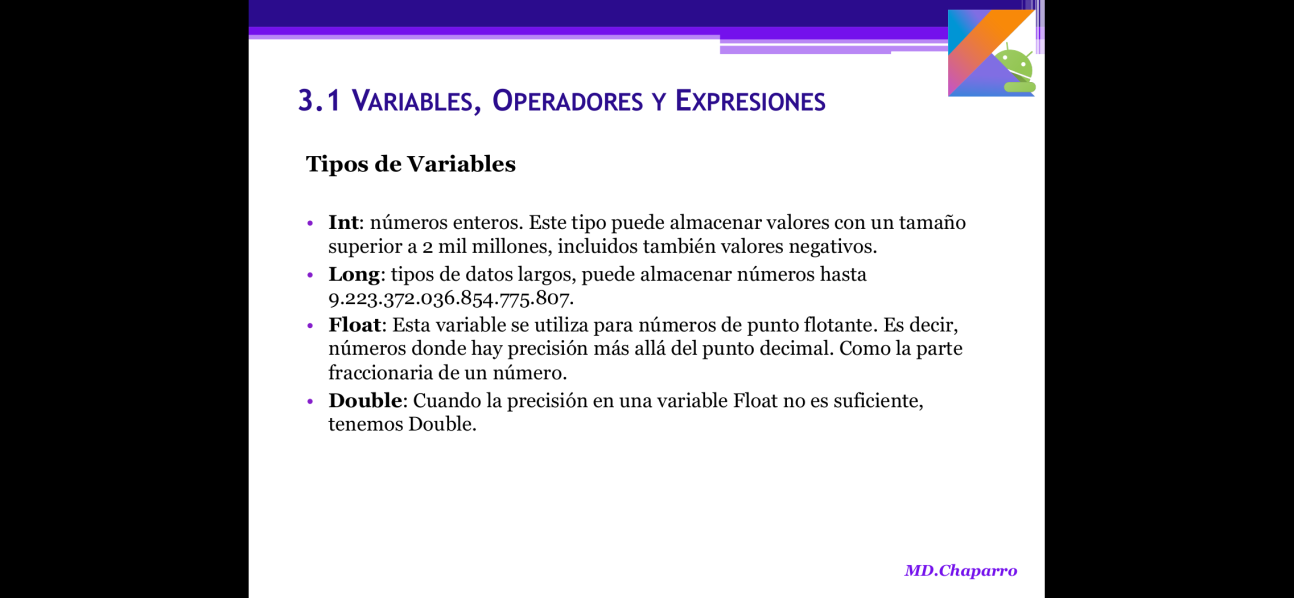 3.1 VARIABLES, OPERADORES Y EXPRESIONES
Tipos de Variables
• Int: números enteros. Este tipo puede almacenar valores con un tamaño
superior a 2 mil millones, incluidos también valores negativos.
• Long: tipos de datos largos, puede almacenar números hasta
9.223.372.036.854.775.807.
• Float: Esta variable se utiliza para números de punto flotante. Es decir,
números donde hay precisión más allá del punto decimal. Como la parte
fraccionaria de un número.
• Double: Cuando la precisión en una variable Float no es suficiente,
tenemos Double.
MD.Chaparro